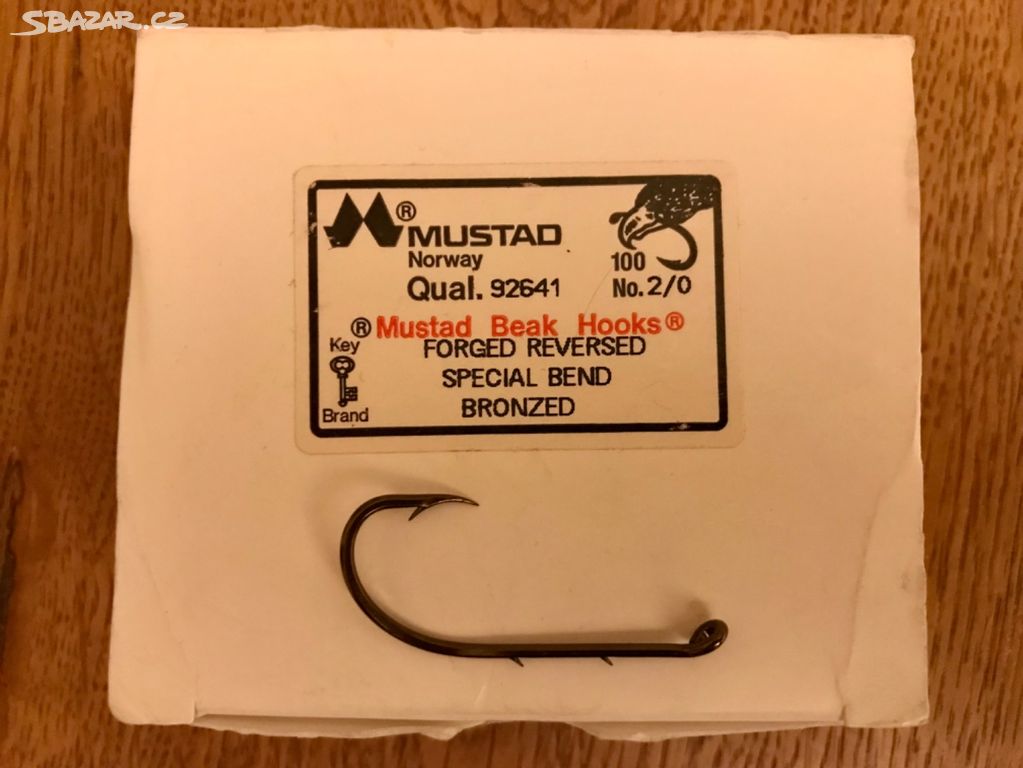 SBAZAR.CZ
® MUSTAD
Norway
100
Qual. 92641 No. 2/0
® Mustad Beak Hooks ®
FORGED REVERSED
SPECIAL BEND
BRONZED
Key
Brand